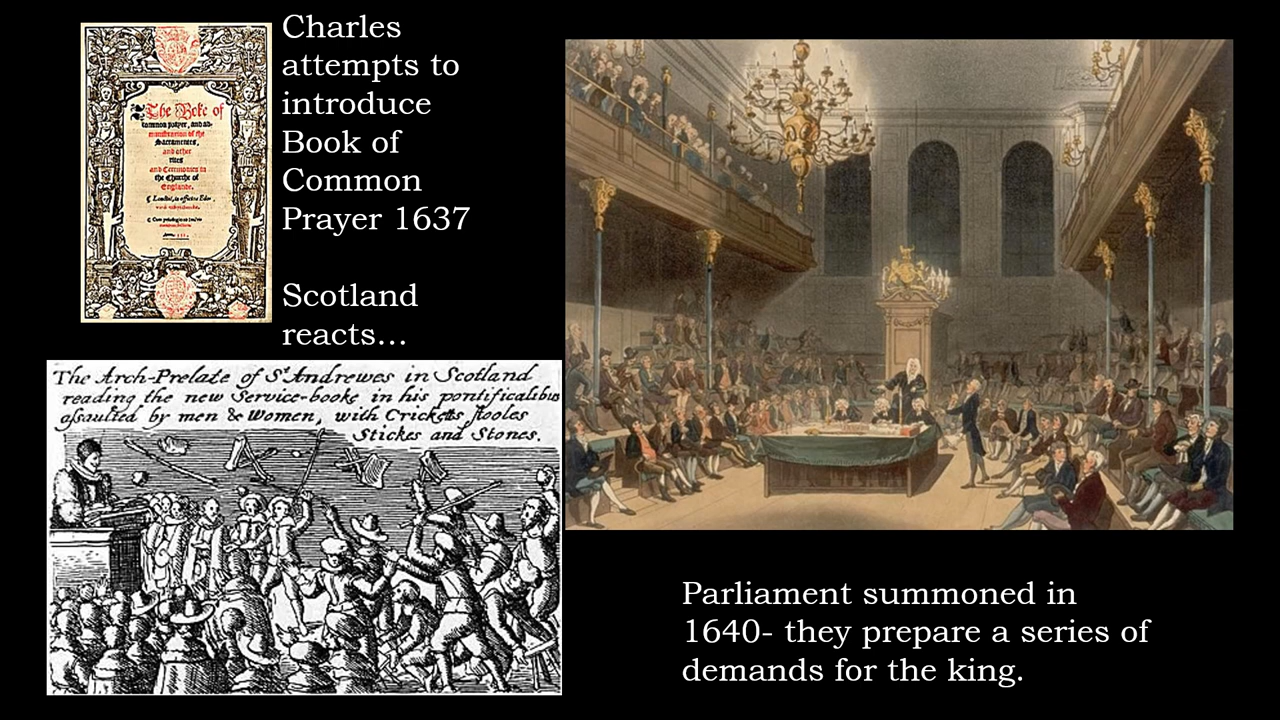 Charles
attempts to
introduce
Book of
Common
Prayer 1637
Scotland
reacts...
The Boke of
common prayer, and ad-
ministration of the
Sacramentes,
and other
rites
and Ceremonies in
the Churche of
Englande.
The Arch-Prelate of St Andrewes in Scotland
reading the new Service-booke in his pontificalibus
assaulted by men & Women, with Cricketts stooles
Stickes and Stones.
Parliament summoned in
1640- they prepare a series of
demands for the king.